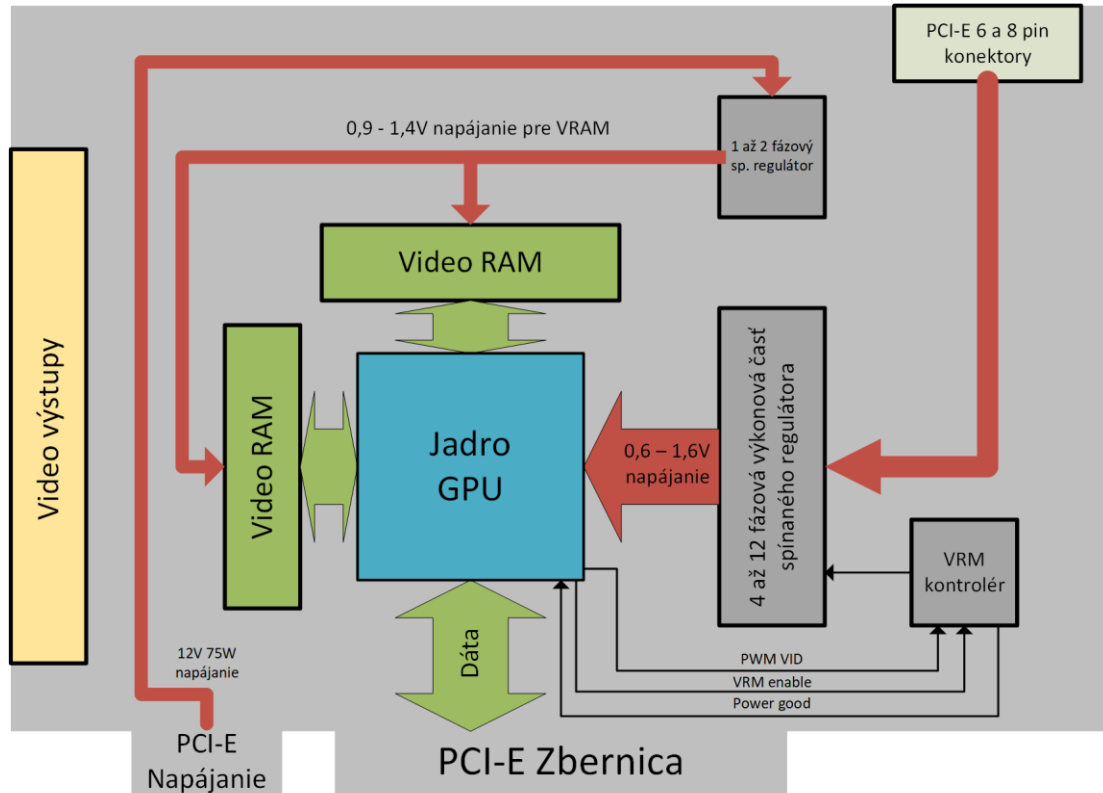 PCI-E 6 a 8 pin
konektory
0,9 - 1,4V napájanie pre VRAM
1 až 2 fázový
sp. regulátor
Video RAM
Video výstupy
Video RAM
Jadro
GPU
0,6 – 1,6V
napájanie
4 až 12 fázová výkonová časť
spínaného regulátora
VRM
kontrolér
Dáta
12V 75W
napájanie
PWM VID
VRM enable
Power good
PCI-E
Napájanie
PCI-E Zbernica